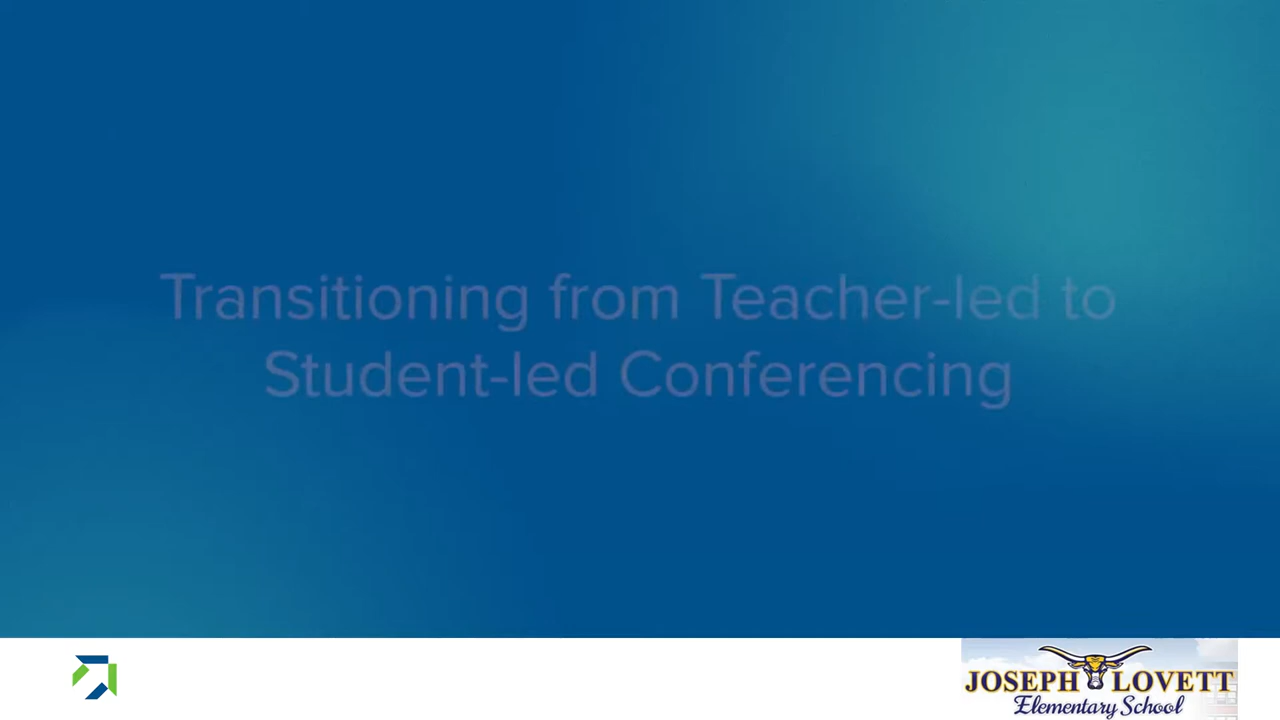 Transitioning from Teacher-led to
Student-led Conferencing
JOSEPH LOVETT
Elementary School